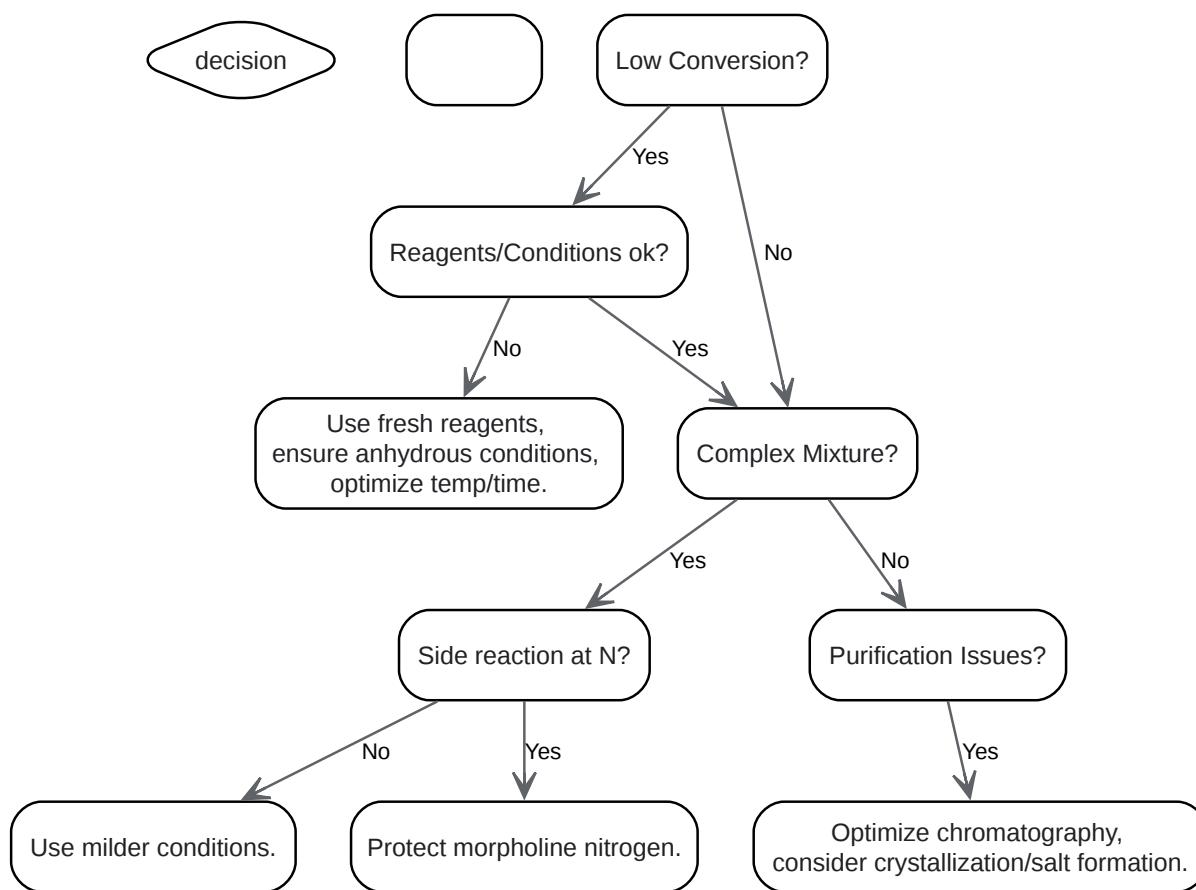 decision
Low Conversion?
Yes
Reagents/Conditions ok?
No
No
Yes
Use fresh reagents,
ensure anhydrous conditions,
optimize temp/time.
Complex Mixture?
Yes
No
Side reaction at N?
Purification Issues?
No
Yes
Yes
Use milder conditions.
Protect morpholine nitrogen.
Optimize chromatography,
consider crystallization/salt formation.